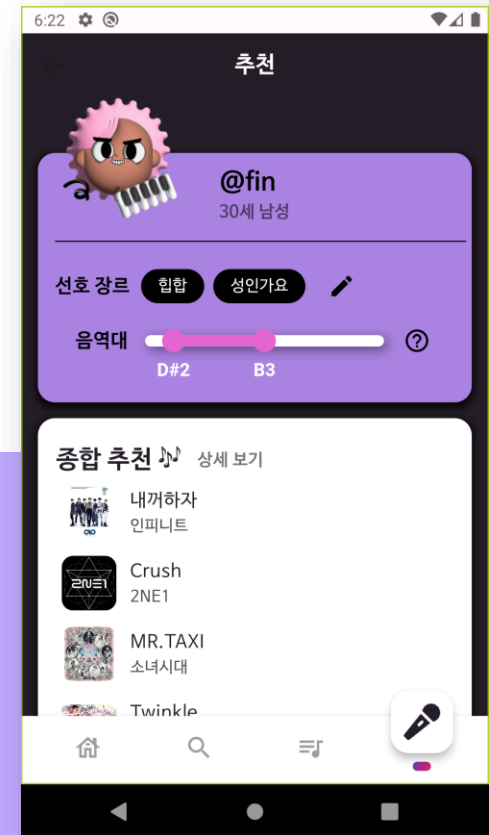 6:22
추천
@fin
30세 남성
선호 장르 힙합 성인가요
음역대
D#2 B3
종합 추천 상세 보기
내꺼하자
인피니트
2NE1
Crush
2NE1
MR.TAXI
소녀시대
Twinkle